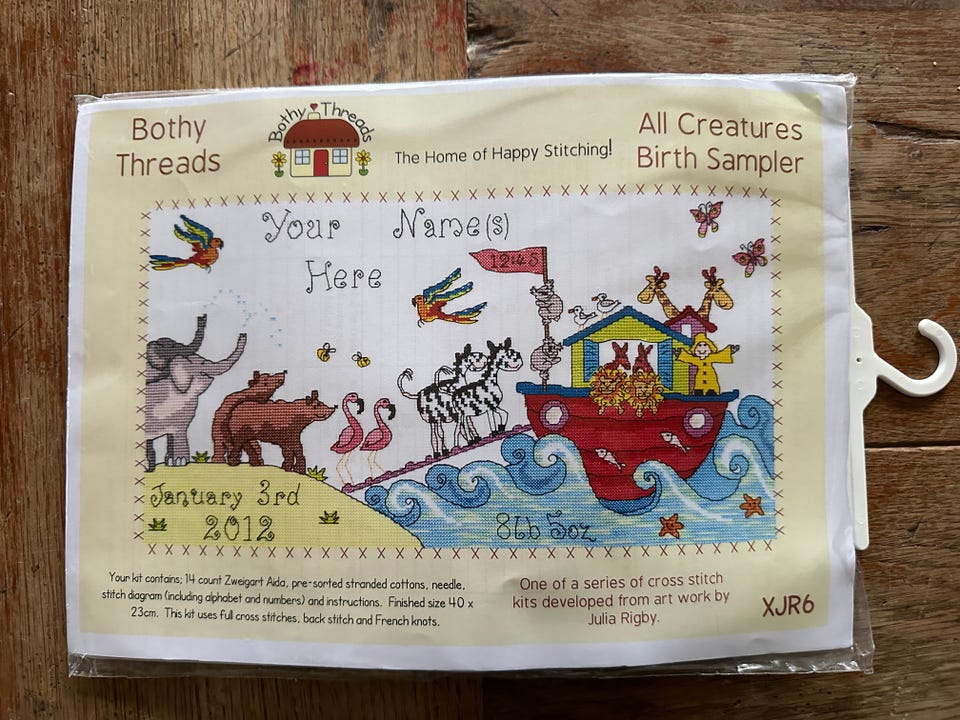 Bothy
Threads
Bothy Threads
The Home of Happy Stitching!
All Creatures
Birth Sampler
Your Name(s)
Here
12:45
January 3rd
2012
8lb 5oz
Your kit contains; 14 count Zweigart Aida, pre-sorted stranded cottons, needle,
stitch diagram (including alphabet and numbers) and instructions. Finished size 40 x
23cm. This kit uses full cross stitches, back stitch and French knots.
One of a series of cross stitch
kits developed from art work by
Julia Rigby.
XJR6